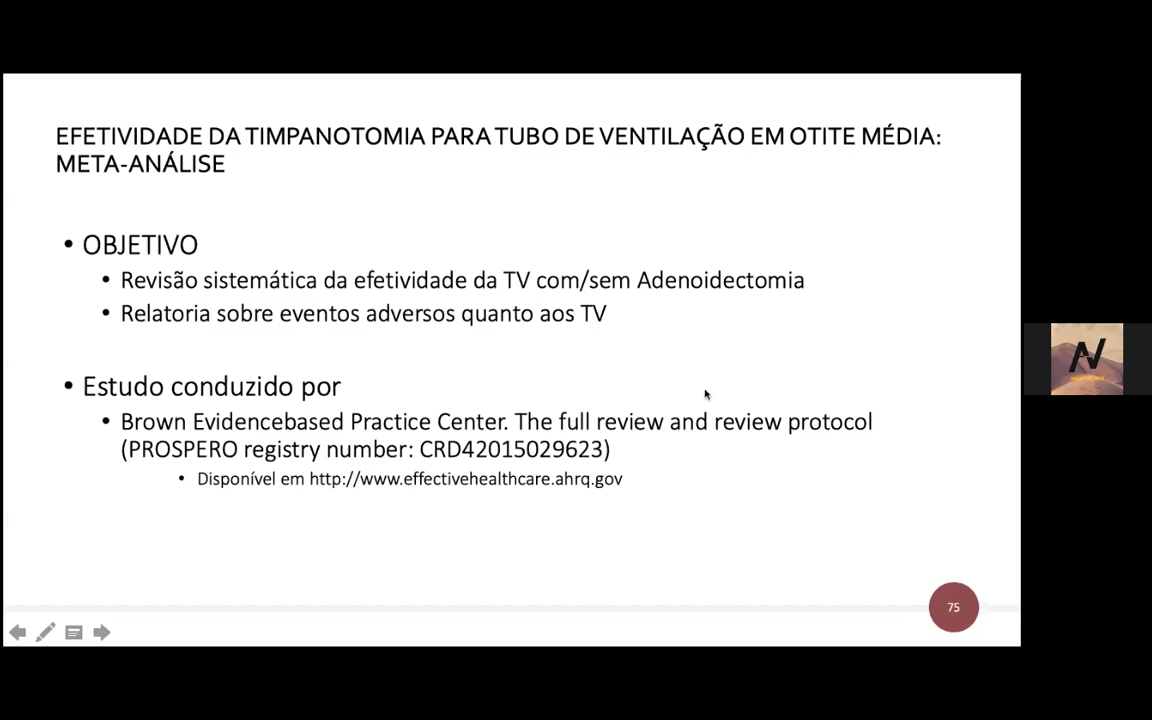 EFETIVIDADE DA TIMPANOTOMIA PARA TUBO DE VENTILAÇÃO EM OTITE MÉDIA:
META-ANÁLISE
• OBJETIVO
• Revisão sistemática da efetividade da TV com/sem Adenoidectomia
• Relatoria sobre eventos adversos quanto aos TV
• Estudo conduzido por
• Brown Evidencebased Practice Center. The full review and review protocol
(PROSPERO registry number: CRD42015029623)
• Disponível em http://www.effectivehealthcare.ahrq.gov
75